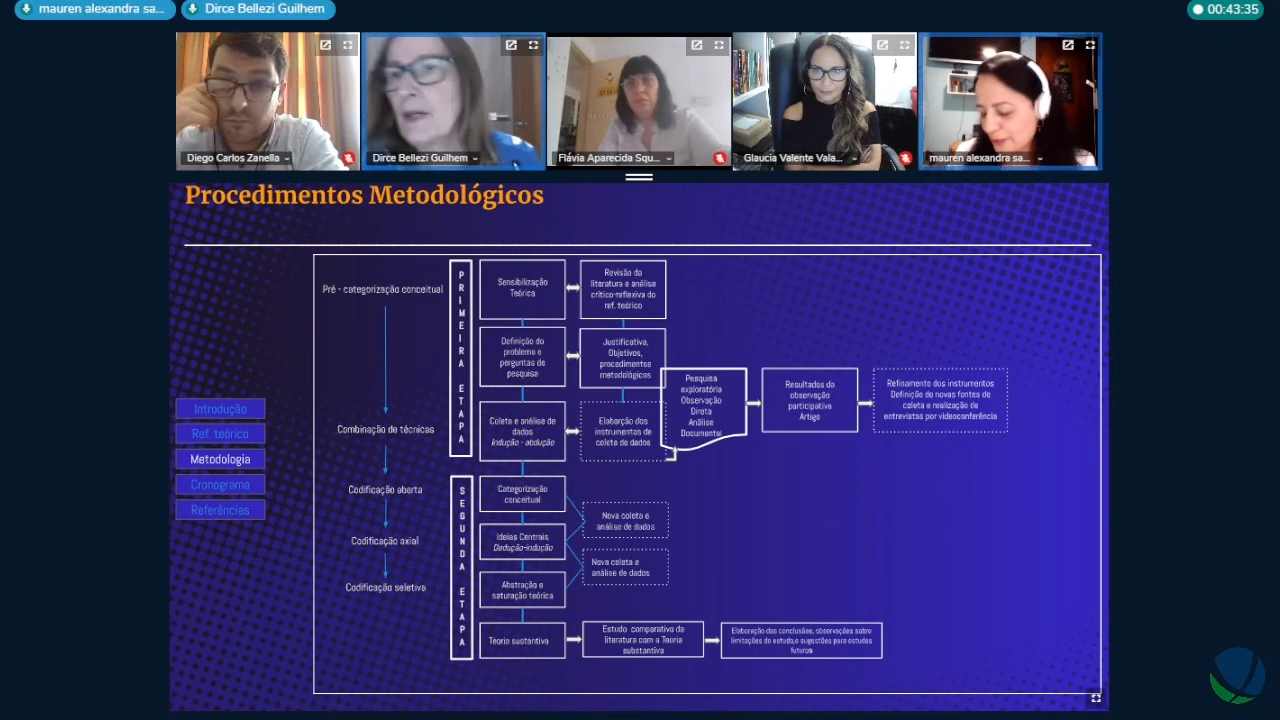 mauren alexandra sa...
Dirce Bellezi Guilhem
00:43:35
Diego Carlos Zanella
Dirce Bellezi Guilhem
Flávia Aparecida Squ...
Glaucia Valente Vala...
mauren alexandra sa...
Procedimentos Metodológicos
Introdução
Ref. teórico
Metodologia
Cronograma
Referências
Pré - categorização conceitual
Combinação de técnicas
Codificação aberta
Codificação axial
Codificação seletiva
PRIMEIRA ETAPA
SEGUNDA ETAPA
Sensibilização
Teórica
Revisão da
literatura e análise
crítico-reflexiva do
ref. teórico
Definição do
problema e
perguntas de
pesquisa
Justificativa,
Objetivos,
procedimentos
metodológicos
Coleta e análise de
dados
Indução - abdução
Elaborção dos
instrumentos de
coleta de dados
Pesquisa
exploratória
Observação
Direta
Análise
Documental
Resultados da
observação
participativa
Artigo
Refinamento dos instrumentos
Definição de novas fontes de
coleta e realização de
entrevistas por videoconferência
Categorização
conceitual
Nova coleta e
análise de dados
Ideias Centrais
Dedução-indução
Nova coleta e
análise de dados
Abstração e
saturação teórica
Teoria sustantiva
Estudo comparativo da
literatura com a Teoria
substantiva
Elaboração das conclusões, observações sobre
limitações do estudo,e sugestões para estudos
futuros